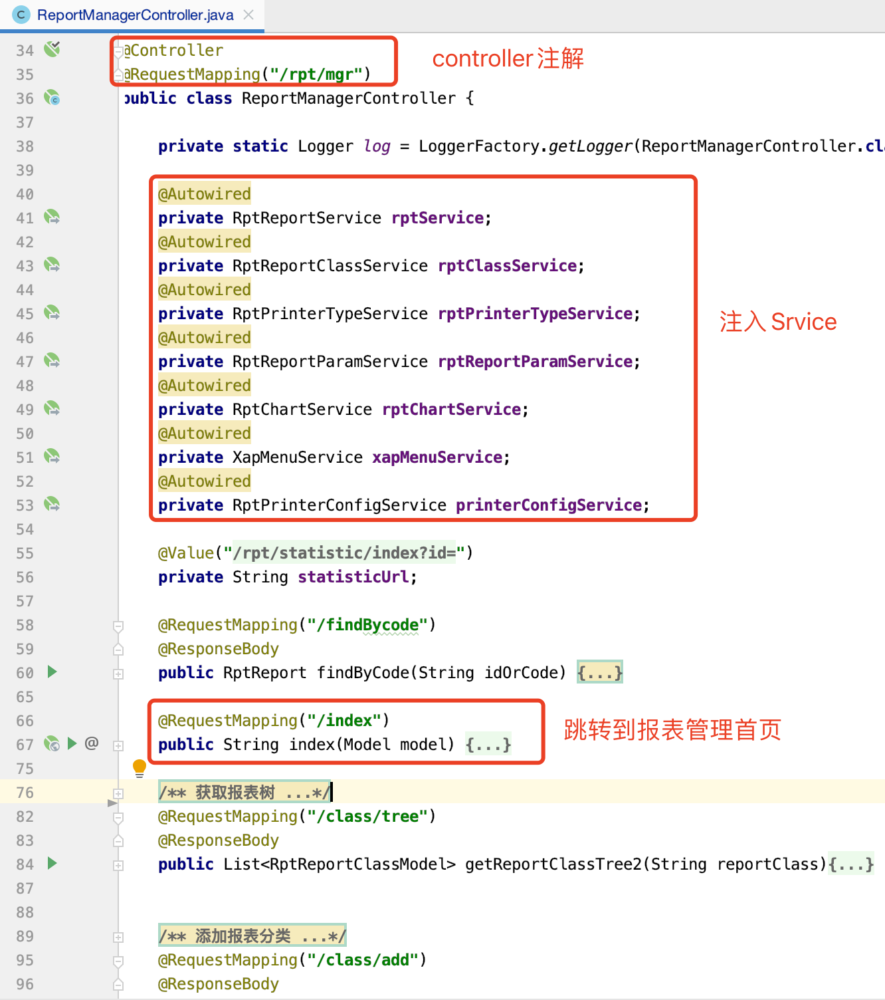 ReportManagerController.java
34 @Controller
controller注解
35 @RequestMapping("/rpt/mgr")
36 public class ReportManagerController {
37
38 private static Logger log = LoggerFactory.getLogger(ReportManagerController.cla
39
40 @Autowired
41 private RptReportService rptService;
42 @Autowired
43 private RptReportClassService rptClassService;
44 @Autowired
45 private RptPrinterTypeService rptPrinterTypeService;
注入Srvice
46 @Autowired
47 private RptReportParamService rptReportParamService;
48 @Autowired
49 private RptChartService rptChartService;
50 @Autowired
51 private XapMenuService xapMenuService;
52 @Autowired
53 private RptPrinterConfigService printerConfigService;
54
55 @Value("/rpt/statistic/index?id=")
56 private String statisticUrl;
57
58 @RequestMapping("/findBycode")
59 @ResponseBody
60 public RptReport findByCode(String idOrCode) {...}
65
66 @RequestMapping("/index")
跳转到报表管理首页
67 @ public String index(Model model) {...}
75
76 /** 获取报表树 ...*/
82 @RequestMapping("/class/tree")
83 @ResponseBody
84 public List<RptReportClassModel> getReportClassTree2(String reportClass){...}
87
88
89 /** 添加报表分类 ...*/
95 @RequestMapping("/class/add")
96 @ResponseBody